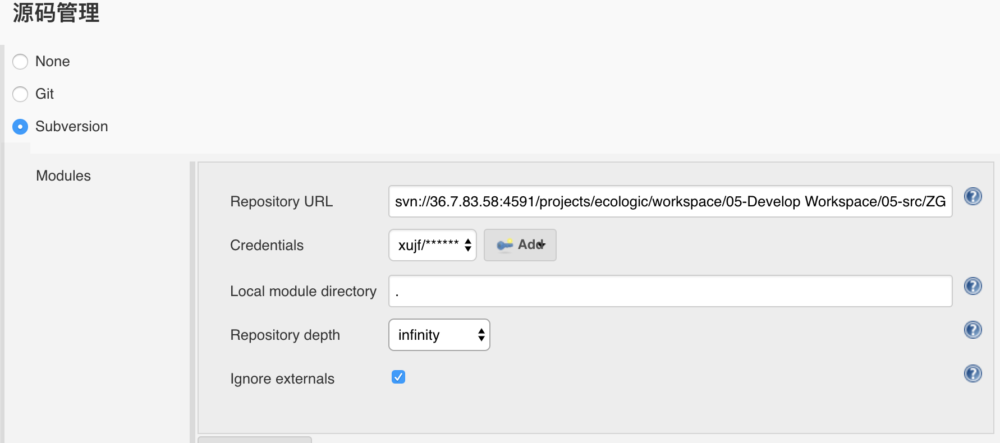 源码管理
None
Git
Subversion
Modules
Repository URL
svn://36.7.83.58:4591/projects/ecologic/workspace/05-Develop Workspace/05-src/ZG
Credentials
xujf/******
Add
Local module directory
.
Repository depth
infinity
Ignore externals